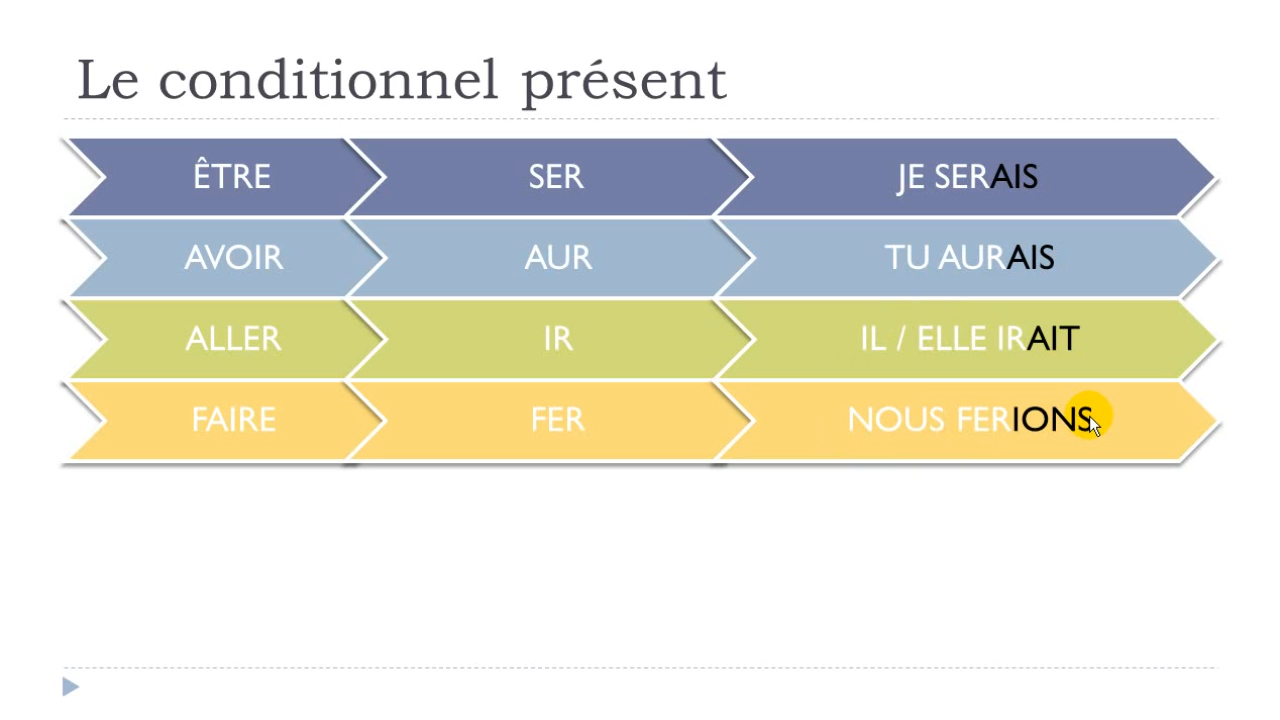 Le conditionnel présent
ÊTRE SER JE SERAIS
AVOIR AUR TU AURAIS
ALLER IR IL / ELLE IRAIT
FAIRE FER NOUS FERIONS